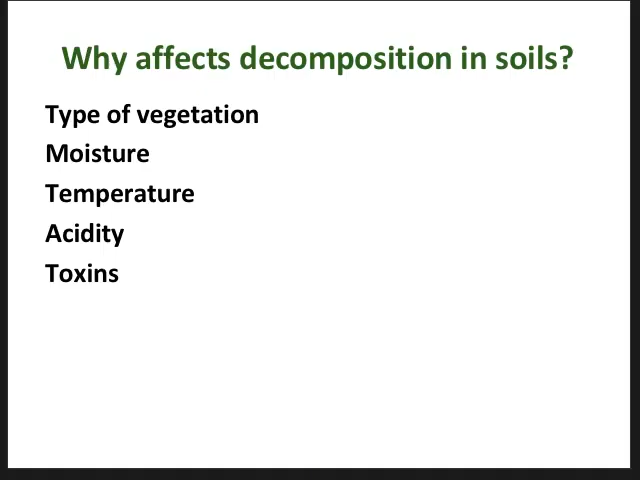 Why affects decomposition in soils?
Type of vegetation
Moisture
Temperature
Acidity
Toxins